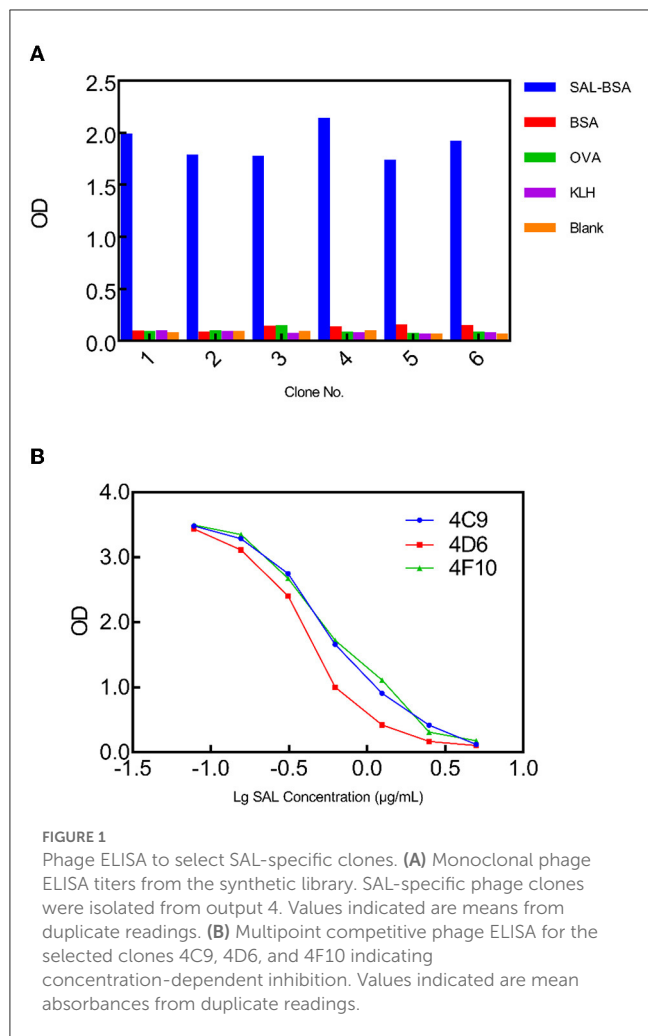 A
2.5
2.0
1.5
1.0
0.5
0.0
OD
1
2
3
4
5
6
Clone No.
SAL-BSA
BSA
OVA
KLH
Blank
B
4.0
3.0
2.0
1.0
0.0
OD
-1.5
-1.0
-0.5
0.0
0.5
1.0
Lg SAL Concentration (µg/mL)
4C9
4D6
4F10
FIGURE 1
Phage ELISA to select SAL-specific clones. (A) Monoclonal phage
ELISA titers from the synthetic library. SAL-specific phage clones
were isolated from output 4. Values indicated are means from
duplicate readings. (B) Multipoint competitive phage ELISA for the
selected clones 4C9, 4D6, and 4F10 indicating
concentration-dependent inhibition. Values indicated are mean
absorbances from duplicate readings.